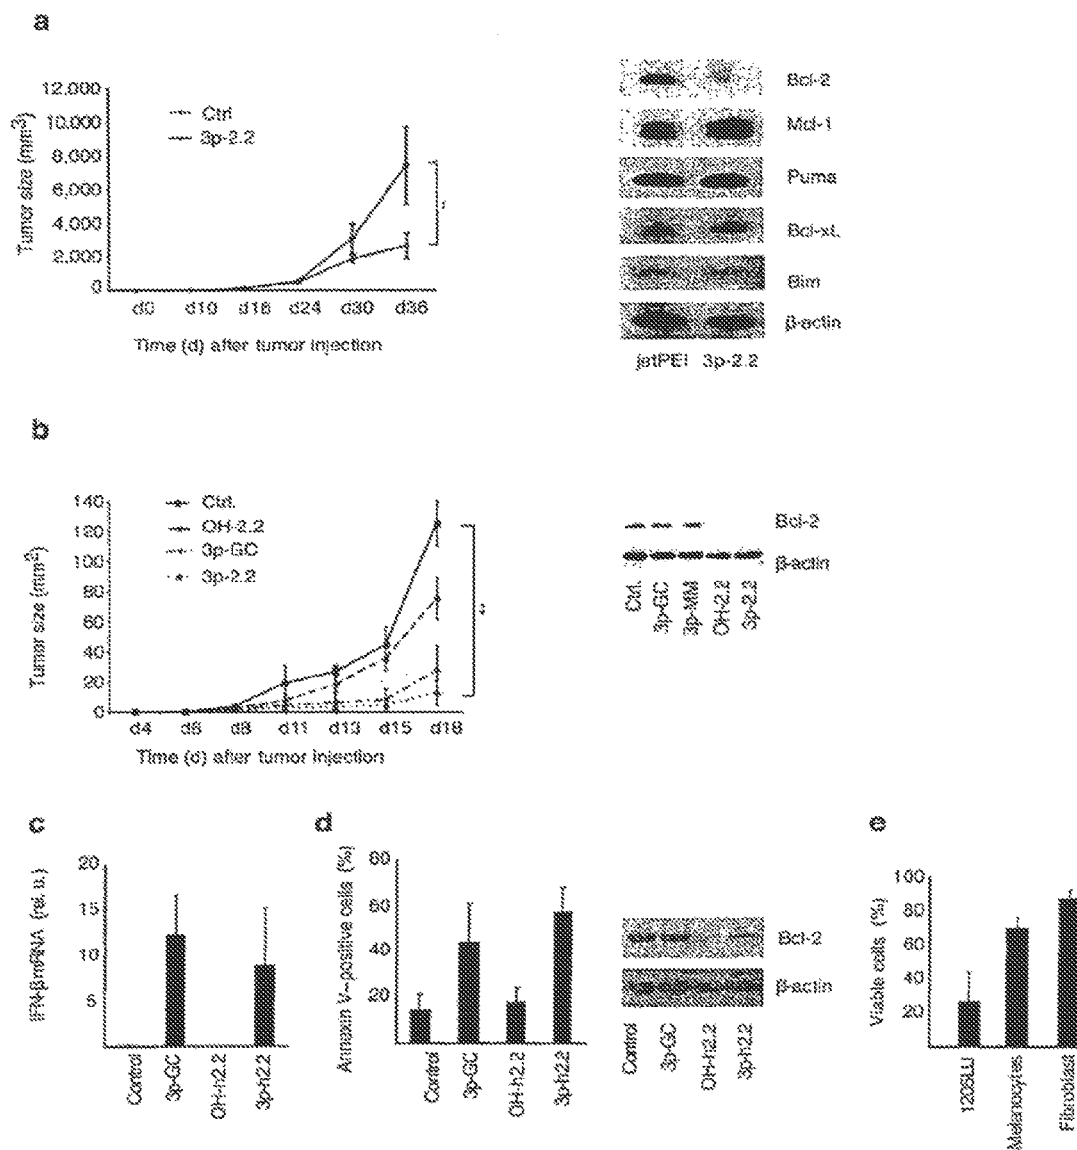 a
12,000
10,000
8,000
6,000
4,000
2,000
0
Tumor size (mm3)
Ctrl
3p-2.2
d0 d10 d24 d30 d36
Time (d) after tumor injection
Bcl-2
Mcl-1
Puma
Bcl-xL
Bim
β-actin
jetPEI 3p-2.2
b
140
120
100
80
60
40
20
0
Tumor size (mm2)
Ctrl.
OH-2.2
3p-GC
3p-2.2
d4 d6 d8 d11 d13 d15 d18
Time (d) after tumor injection
Bcl-2
β-actin
Ctrl.
3p-GC
3p-MM
OH-2.2
3p-2.2
c
20
15
10
5
IFN-β mRNA (rel. u.)
Control
3p-GC
OH-h2.2
3p-h2.2
d
60
40
20
Annexin V-positive cells (%)
Control
3p-GC
OH-h2.2
3p-h2.2
Bcl-2
β-actin
Control
3p-GC
OH-h2.2
3p-h2.2
e
100
80
60
40
20
Viable cells (%)
1205LU
Melanocytes
Fibroblast